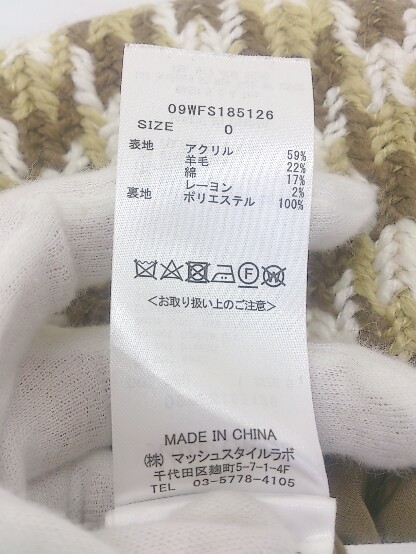 09WFS185126
SIZE 0
表地 アクリル 59%
羊毛 22%
綿 17%
レーヨン 2%
裏地 ポリエステル 100%
<お取り扱い上のご注意>
MADE IN CHINA
(株) マッシュスタイルラボ
千代田区麹町5-7-1-4F
TEL 03-5778-4105